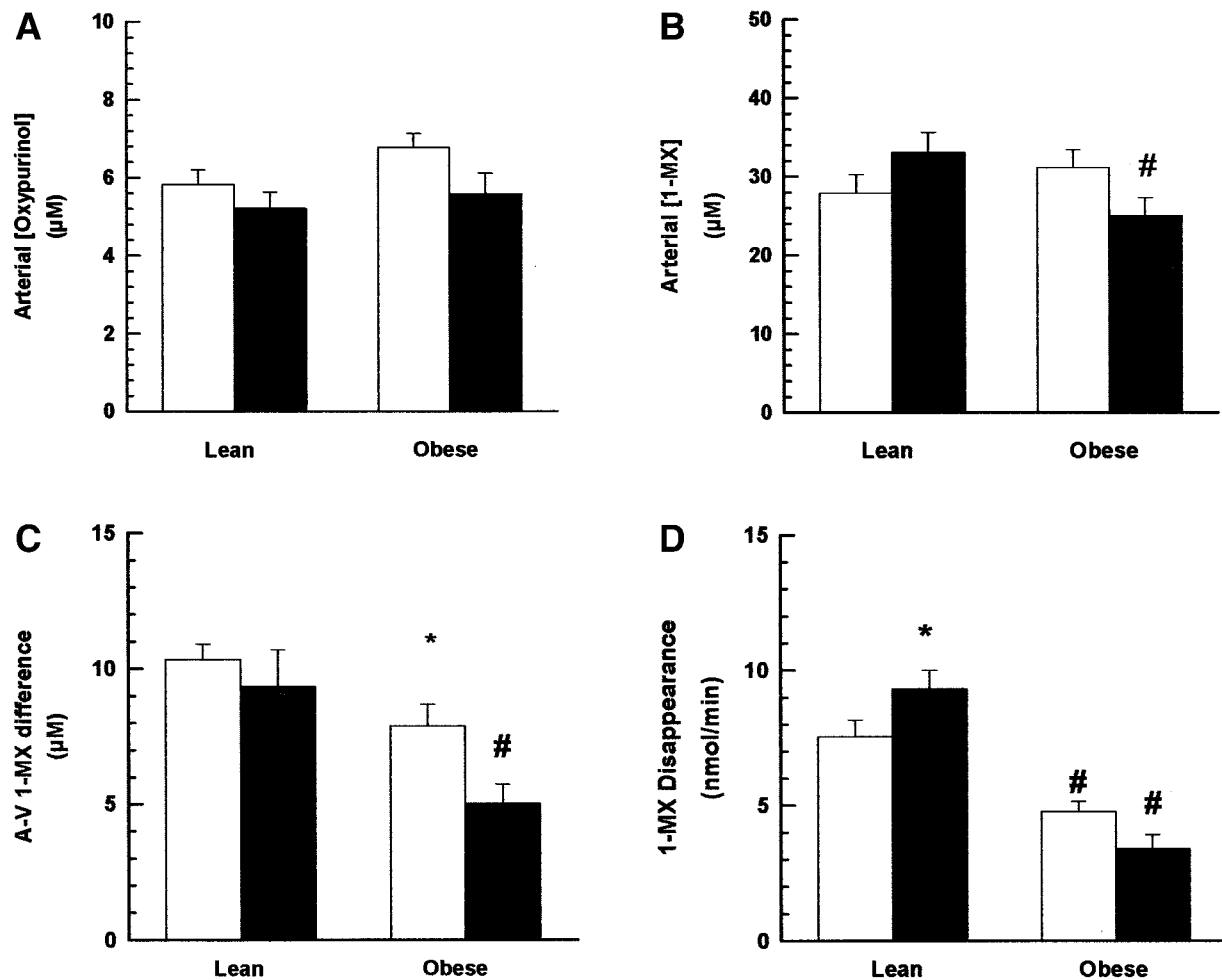 A
Arterial [Oxypurinol]
(µM)
10
8
6
4
2
0
Lean
Obese
B
Arterial [1-MX]
(µM)
50
40
30
20
10
0
#
Lean
Obese
C
A-V 1-MX difference
(µM)
15
10
5
0
*
#
Lean
Obese
D
1-MX Disappearance
(nmol/min)
15
10
5
0
*
#
#
Lean
Obese